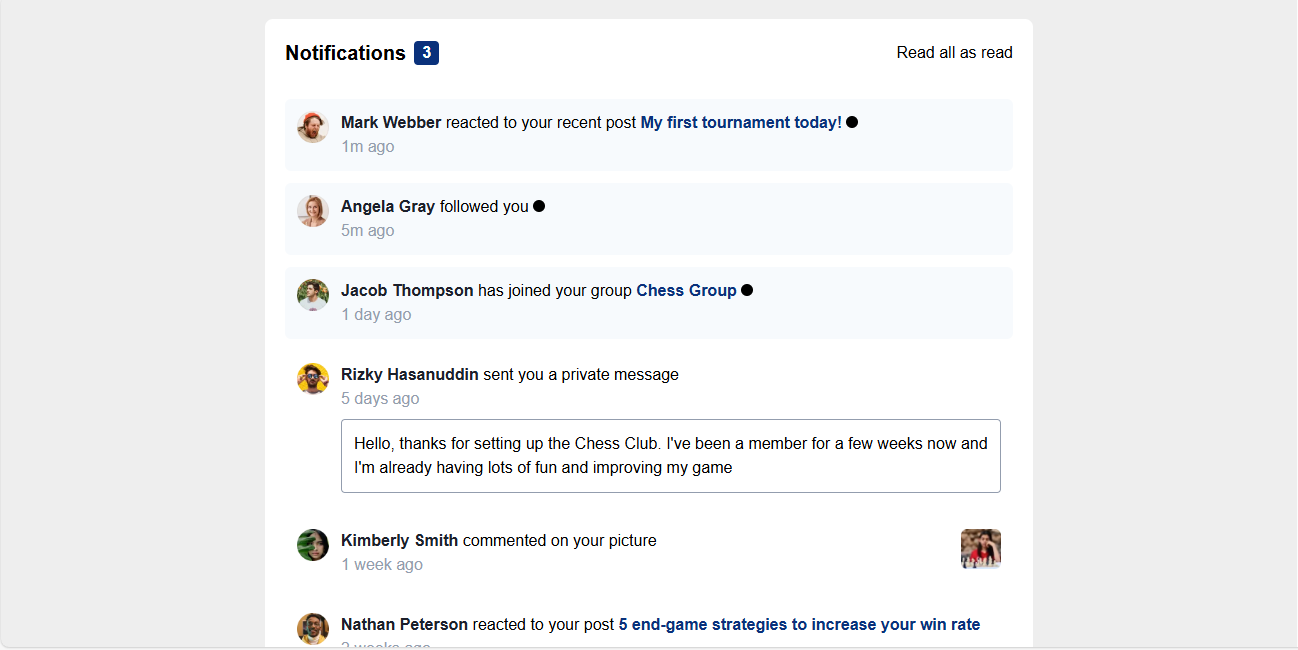 Notifications 3
Read all as read
Mark Webber reacted to your recent post My first tournament today!
1m ago
Angela Gray followed you
5m ago
Jacob Thompson has joined your group Chess Group
1 day ago
Rizky Hasanuddin sent you a private message
5 days ago
Hello, thanks for setting up the Chess Club. I've been a member for a few weeks now and
I'm already having lots of fun and improving my game
Kimberly Smith commented on your picture
1 week ago
Nathan Peterson reacted to your post 5 end-game strategies to increase your win rate
2 weeks ago